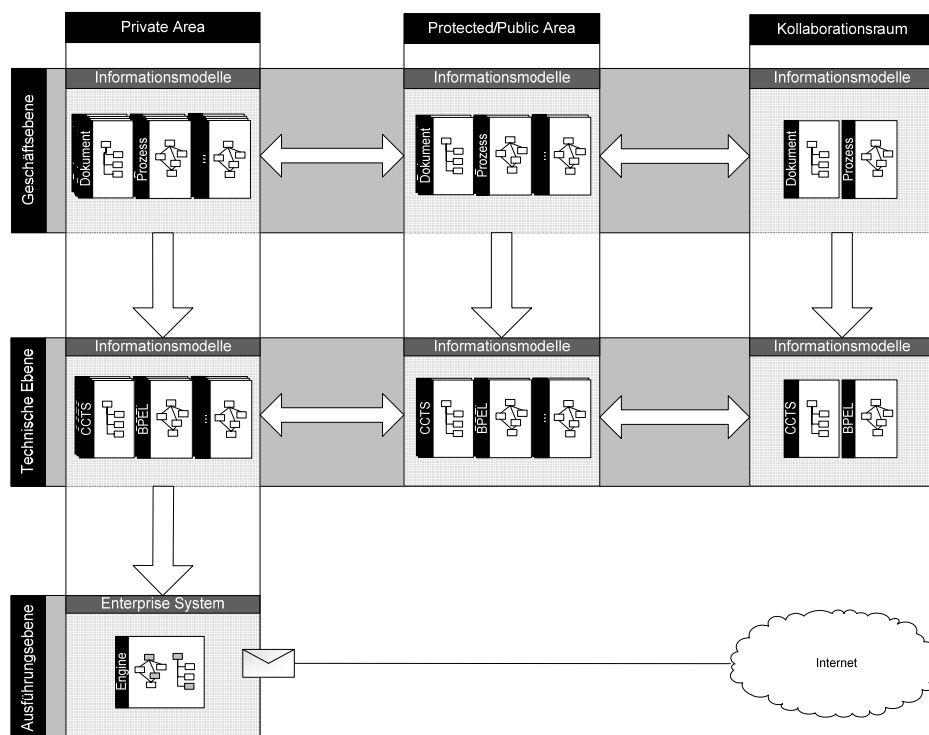 Private Area
Protected/Public Area
Kollaborationsraum
Geschäftsebene
Informationsmodelle
Informationsmodelle
Informationsmodelle
Dokument
Prozess
...
Dokument
Prozess
...
Dokument
Prozess
Technische Ebene
Informationsmodelle
Informationsmodelle
Informationsmodelle
CCTS
BPEL
...
CCTS
BPEL
...
CCTS
BPEL
Ausführungsebene
Enterprise System
Engine
Internet